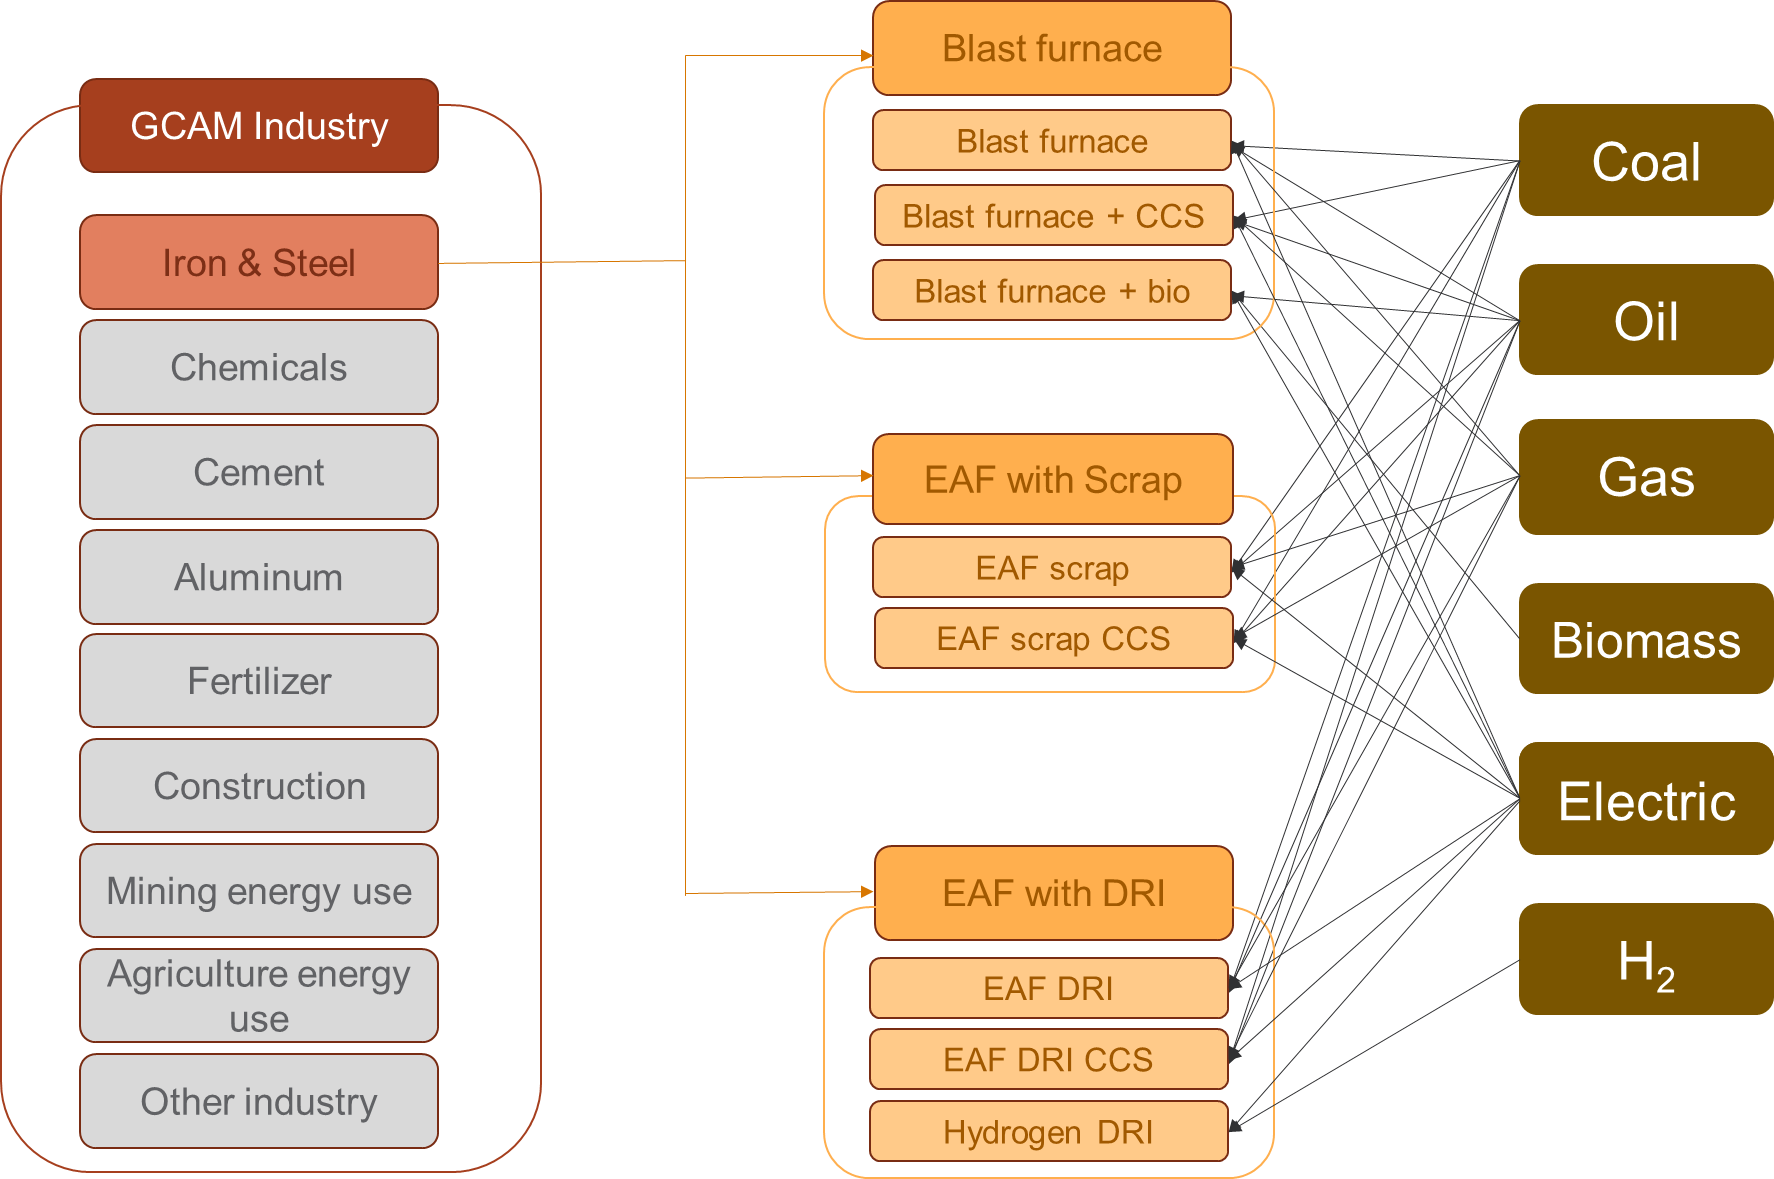 GCAM Industry
Iron & Steel
Chemicals
Cement
Aluminum
Fertilizer
Construction
Mining energy use
Agriculture energy
use
Other industry
Blast furnace
Blast furnace
Blast furnace + CCS
Blast furnace + bio
EAF with Scrap
EAF scrap
EAF scrap CCS
EAF with DRI
EAF DRI
EAF DRI CCS
Hydrogen DRI
Coal
Oil
Gas
Biomass
Electric
H₂